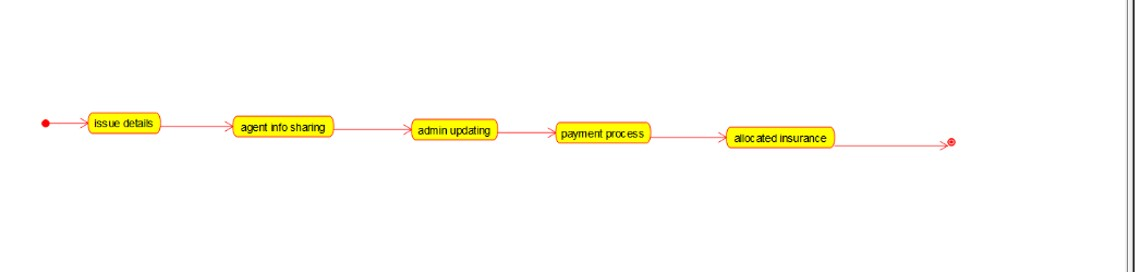 issue details
agent info sharing
admin updating
payment process
allocated insurance